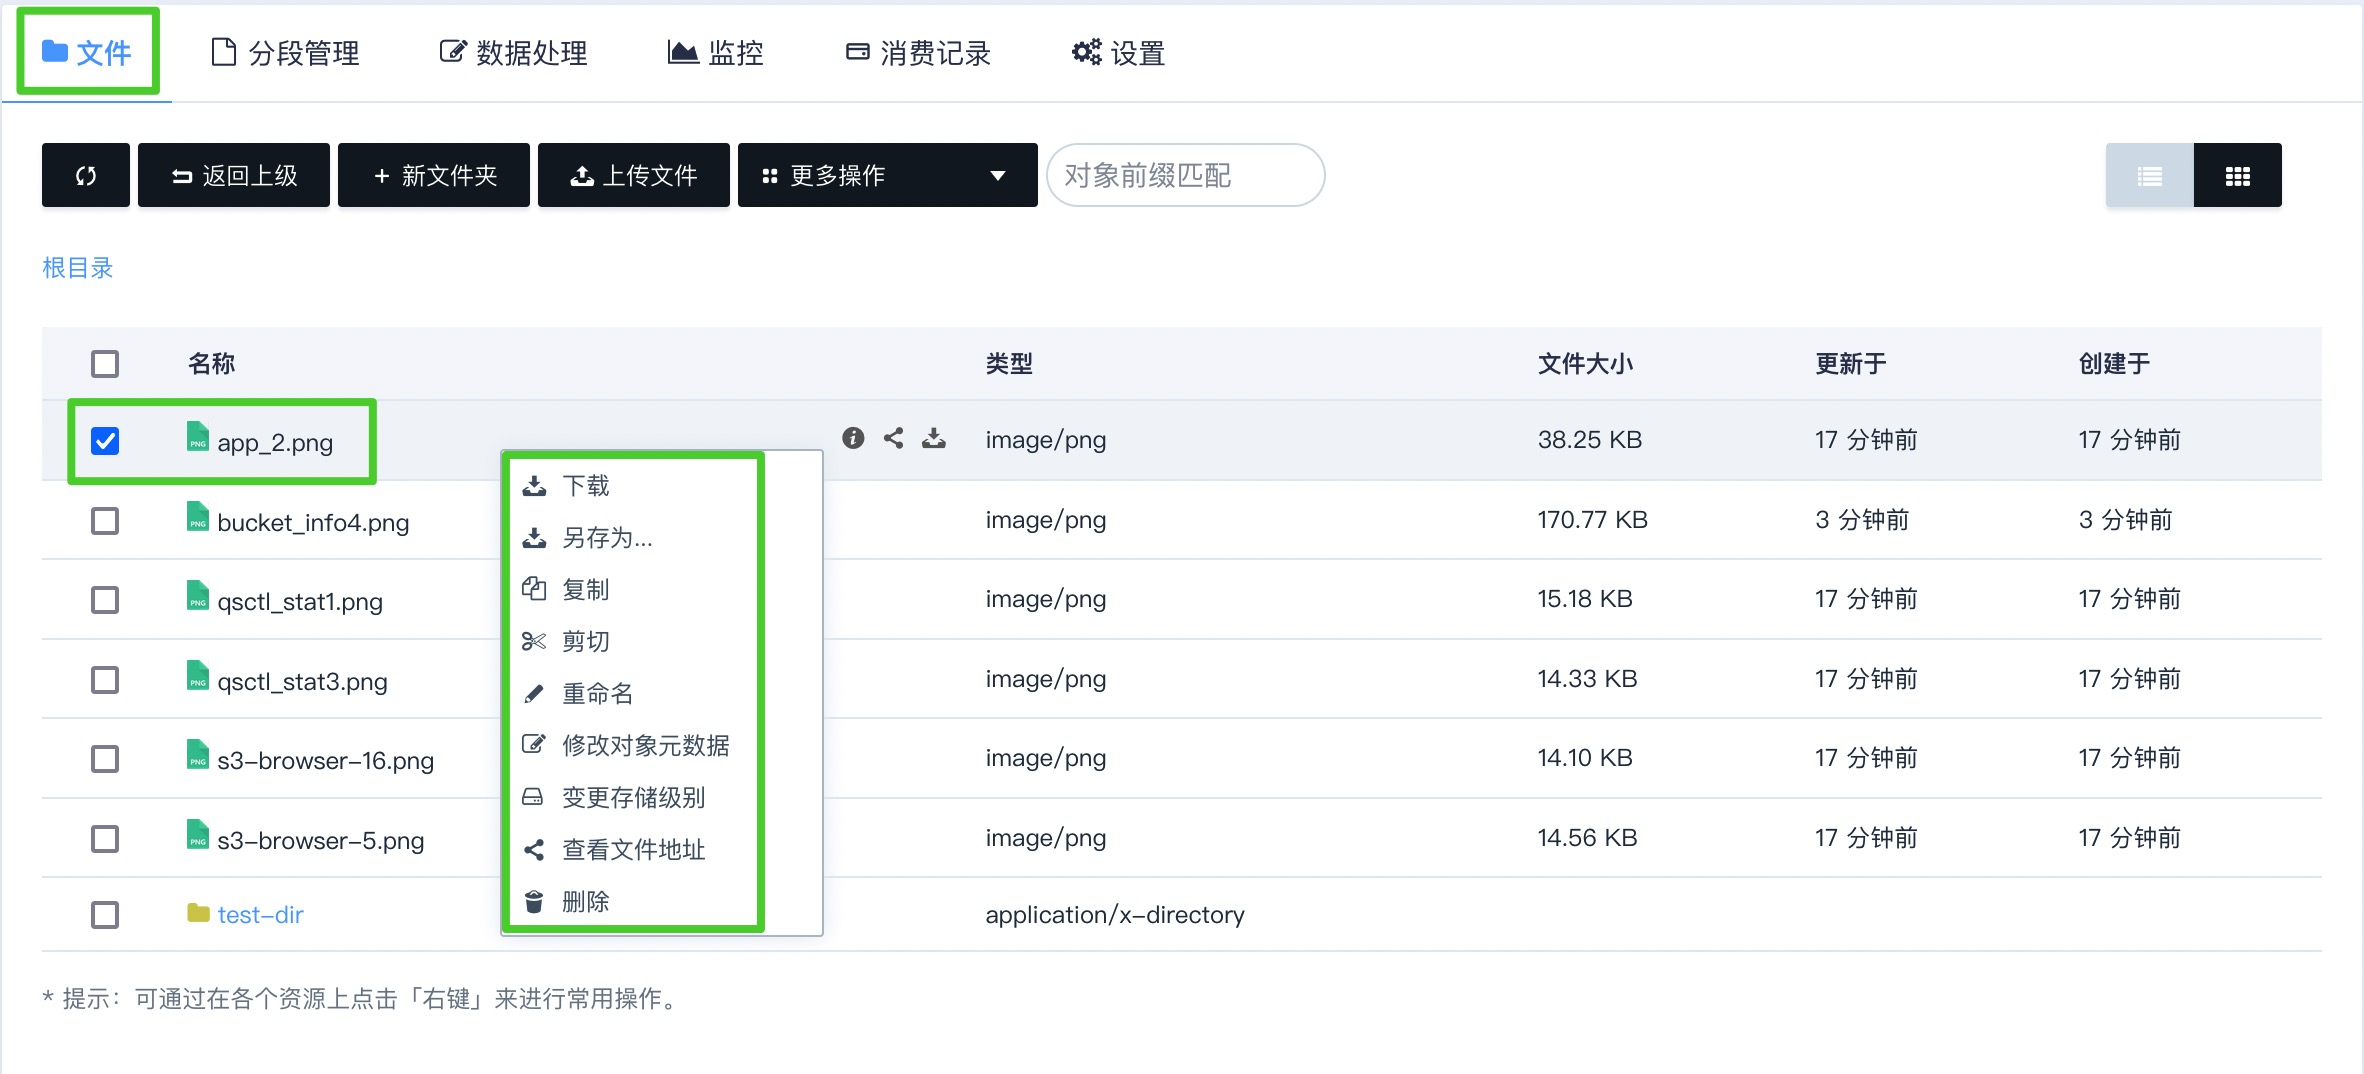 文件 分段管理 数据处理 监控 消费记录 设置
返回上级 + 新文件夹 上传文件 更多操作 对象前缀匹配
根目录
名称 类型 文件大小 更新于 创建于
PNG app_2.png image/png 38.25 KB 17 分钟前 17 分钟前
PNG bucket_info4.png image/png 170.77 KB 3 分钟前 3 分钟前
PNG qsctl_stat1.png image/png 15.18 KB 17 分钟前 17 分钟前
PNG qsctl_stat3.png image/png 14.33 KB 17 分钟前 17 分钟前
PNG s3-browser-16.png image/png 14.10 KB 17 分钟前 17 分钟前
PNG s3-browser-5.png image/png 14.56 KB 17 分钟前 17 分钟前
test-dir application/x-directory
下载
另存为...
复制
剪切
重命名
修改对象元数据
变更存储级别
查看文件地址
删除
* 提示：可通过在各个资源上点击「右键」来进行常用操作。